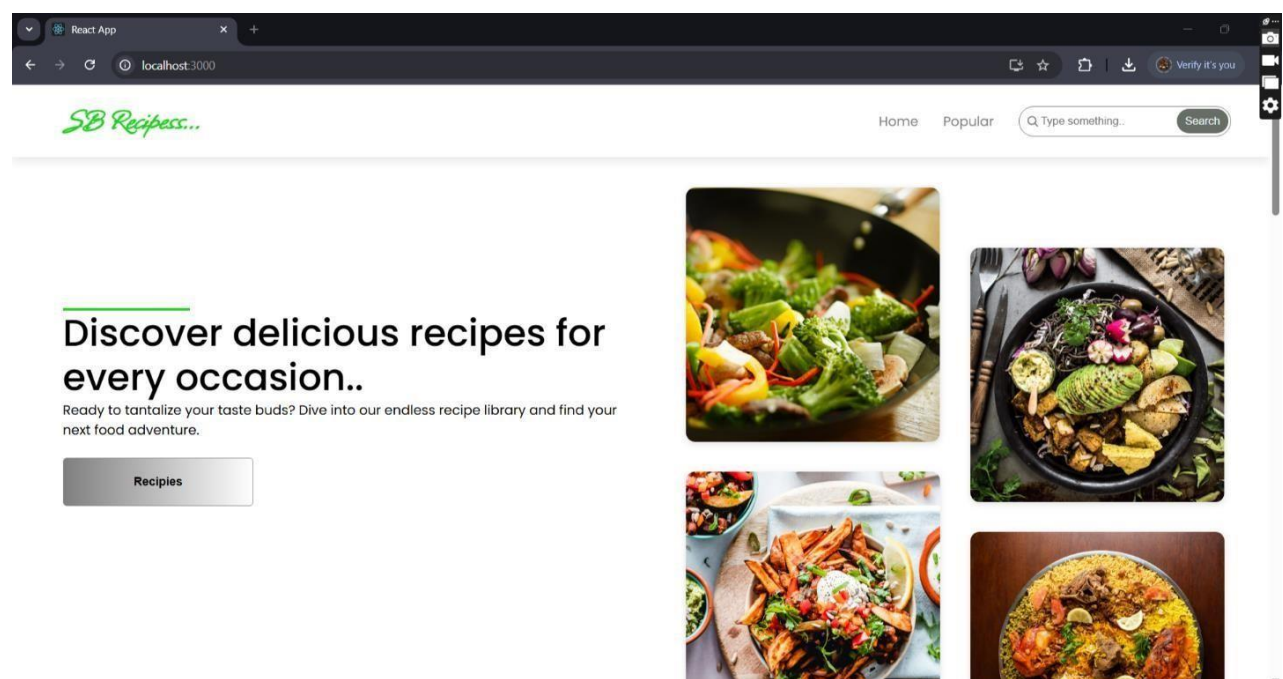 React App
localhost:3000
Verify it's you
SB Recipess...
Home
Popular
Type something..
Search
Discover delicious recipes for
every occasion..
Ready to tantalize your taste buds? Dive into our endless recipe library and find your
next food adventure.
Recipies